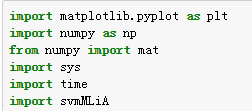 import matplotlib.pyplot as plt
import numpy as np
from numpy import mat
import sys
import time
import svmMLiA